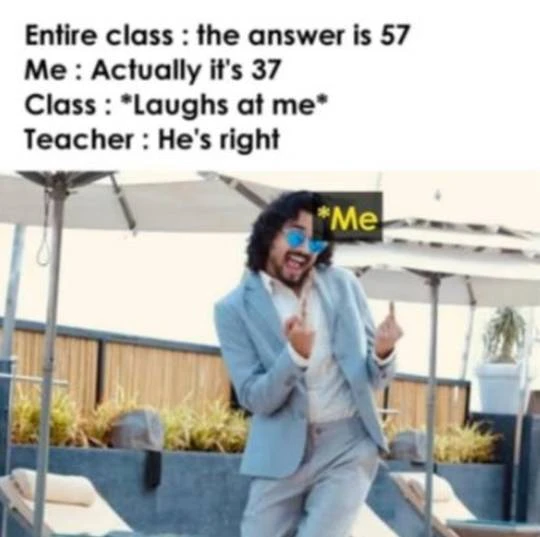 Entire class : the answer is 57
Me : Actually it's 37
Class : *Laughs at me*
Teacher : He's right
*Me